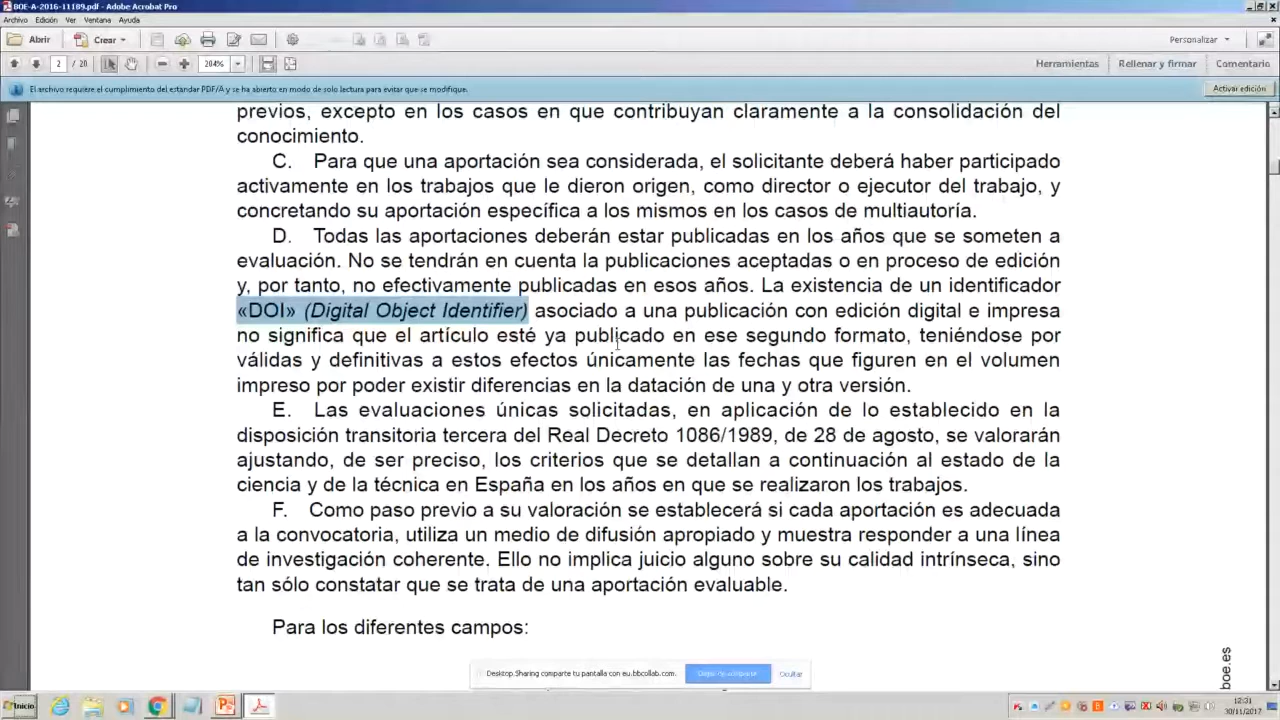 BOE-A-2016-11189.pdf - Adobe Acrobat Pro
Archivo Edición Ver Ventana Ayuda
Abrir Crear Personalizar
2 / 28 204% Herramientas Rellenar y firmar Comentario
El archivo requiere el cumplimiento del estándar PDF/A y se ha abierto en modo de solo lectura para evitar que se modifique. Activar edición
previos, excepto en los casos en que contribuyan claramente a la consolidación del
conocimiento.
C. Para que una aportación sea considerada, el solicitante deberá haber participado
activamente en los trabajos que le dieron origen, como director o ejecutor del trabajo, y
concretando su aportación específica a los mismos en los casos de multiautoría.
D. Todas las aportaciones deberán estar publicadas en los años que se someten a
evaluación. No se tendrán en cuenta la publicaciones aceptadas o en proceso de edición
y, por tanto, no efectivamente publicadas en esos años. La existencia de un identificador
«DOI» (Digital Object Identifier) asociado a una publicación con edición digital e impresa
no significa que el artículo esté ya publicado en ese segundo formato, teniéndose por
válidas y definitivas a estos efectos únicamente las fechas que figuren en el volumen
impreso por poder existir diferencias en la datación de una y otra versión.
E. Las evaluaciones únicas solicitadas, en aplicación de lo establecido en la
disposición transitoria tercera del Real Decreto 1086/1989, de 28 de agosto, se valorarán
ajustando, de ser preciso, los criterios que se detallan a continuación al estado de la
ciencia y de la técnica en España en los años en que se realizaron los trabajos.
F. Como paso previo a su valoración se establecerá si cada aportación es adecuada
a la convocatoria, utiliza un medio de difusión apropiado y muestra responder a una línea
de investigación coherente. Ello no implica juicio alguno sobre su calidad intrínseca, sino
tan sólo constatar que se trata de una aportación evaluable.
Para los diferentes campos:
boe.es
Desktop Sharing comparte tu pantalla con eu.bbcollab.com. Ocultar
Inicio
12:31
30/11/2017